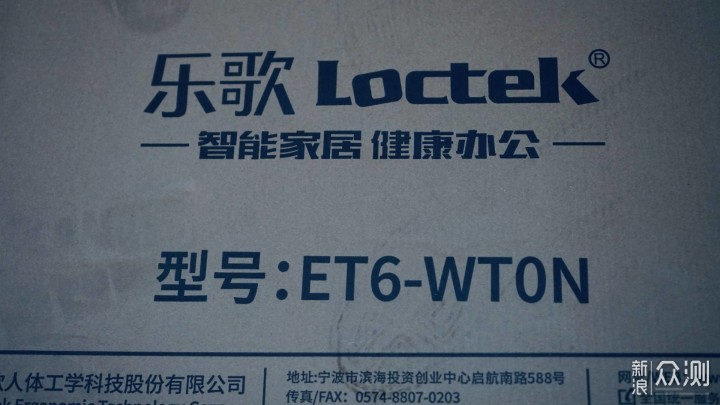 乐歌 Loctek®
智能家居 健康办公
型号:ET6-WT0N
人体工学科技股份有限公司
地址:宁波市滨海投资创业中心启航南路588号
Ergonomic Technology
传真/FAX: 0574-8807-0203
新浪 众测